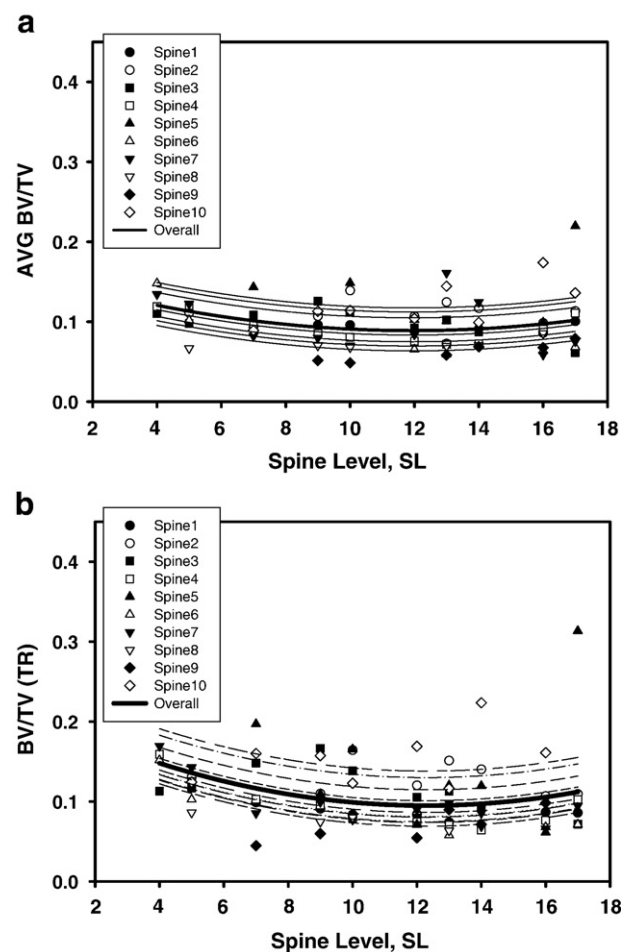 a
AVG BV/TV
0.4
0.3
0.2
0.1
0.0
Spine1
Spine2
Spine3
Spine4
Spine5
Spine6
Spine7
Spine8
Spine9
Spine10
Overall
2 4 6 8 10 12 14 16 18
Spine Level, SL
b
BV/TV (TR)
0.4
0.3
0.2
0.1
0.0
Spine1
Spine2
Spine3
Spine4
Spine5
Spine6
Spine7
Spine8
Spine9
Spine10
Overall
2 4 6 8 10 12 14 16 18
Spine Level, SL